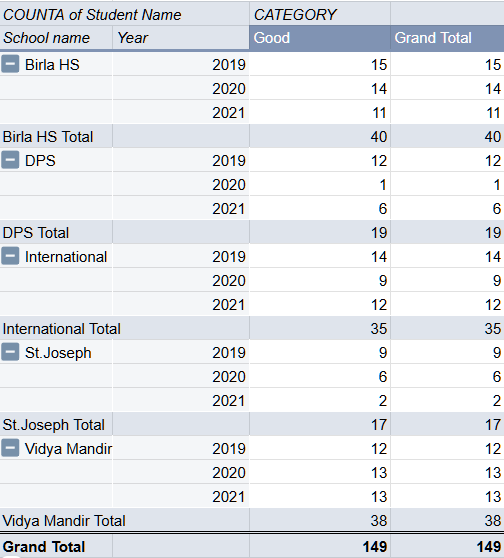 COUNTA of Student Name CATEGORY
School name Year Good Grand Total
Birla HS 2019 15 15
2020 14 14
2021 11 11
Birla HS Total 40 40
DPS 2019 12 12
2020 1 1
2021 6 6
DPS Total 19 19
International 2019 14 14
2020 9 9
2021 12 12
International Total 35 35
St.Joseph 2019 9 9
2020 6 6
2021 2 2
St.Joseph Total 17 17
Vidya Mandir 2019 12 12
2020 13 13
2021 13 13
Vidya Mandir Total 38 38
Grand Total 149 149